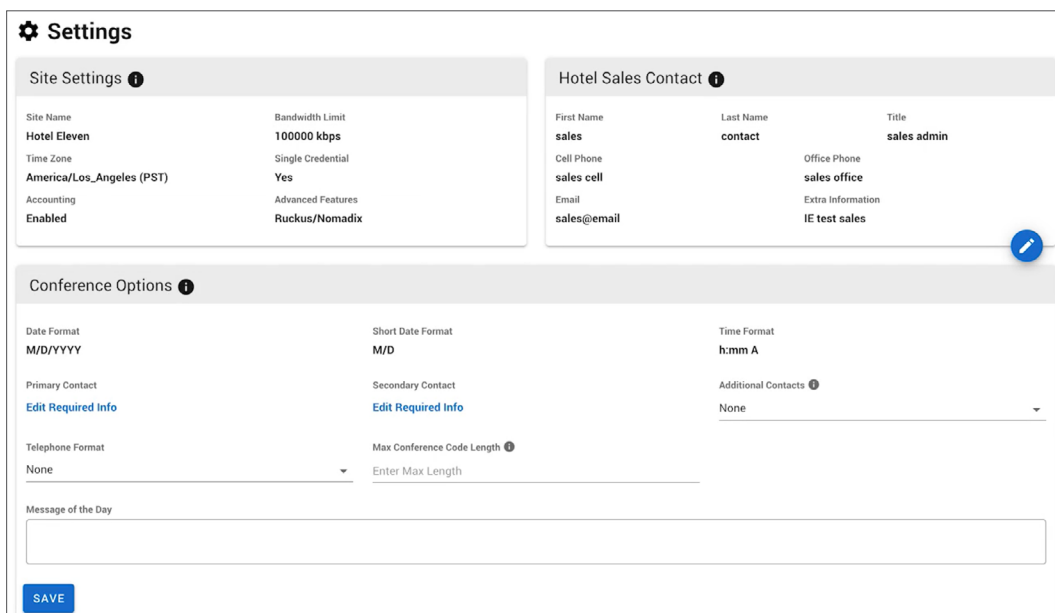 Settings
Site Settings
Site Name Bandwidth Limit
Hotel Eleven 100000 kbps
Time Zone Single Credential
America/Los_Angeles (PST) Yes
Accounting Advanced Features
Enabled Ruckus/Nomadix
Hotel Sales Contact
First Name Last Name Title
sales contact sales admin
Cell Phone Office Phone
sales cell sales office
Email Extra Information
sales@email IE test sales
Conference Options
Date Format Short Date Format Time Format
M/D/YYYY M/D h:mm A
Primary Contact Secondary Contact Additional Contacts
Edit Required Info Edit Required Info None
Telephone Format Max Conference Code Length
None Enter Max Length
Message of the Day
SAVE